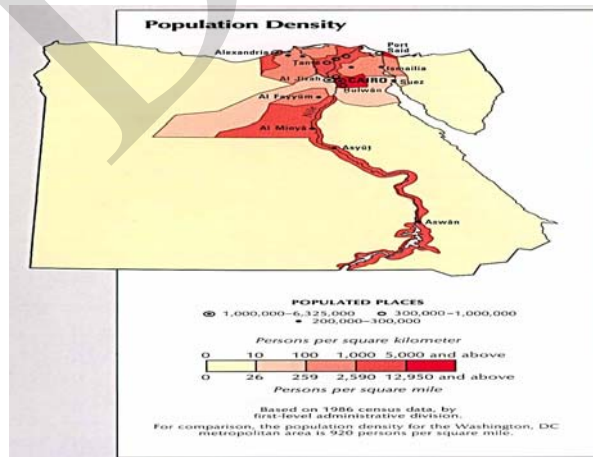 Population Density
Alexandria
Port
Said
Tanta
Ismailia
Al Jizah
CAIRO
Suez
Hulwân
Al Fayyūm
Al Minyā
Asyūt
Aswân
POPULATED PLACES
1,000,000–6,325,000
300,000–1,000,000
200,000–300,000
Persons per square kilometer
0 10 100 1,000 5,000 and above
0 26 259 2,590 12,950 and above
Persons per square mile
Based on 1986 census data, by
first-level administrative division.
For comparison, the population density for the Washington, DC
metropolitan area is 920 persons per square mile.